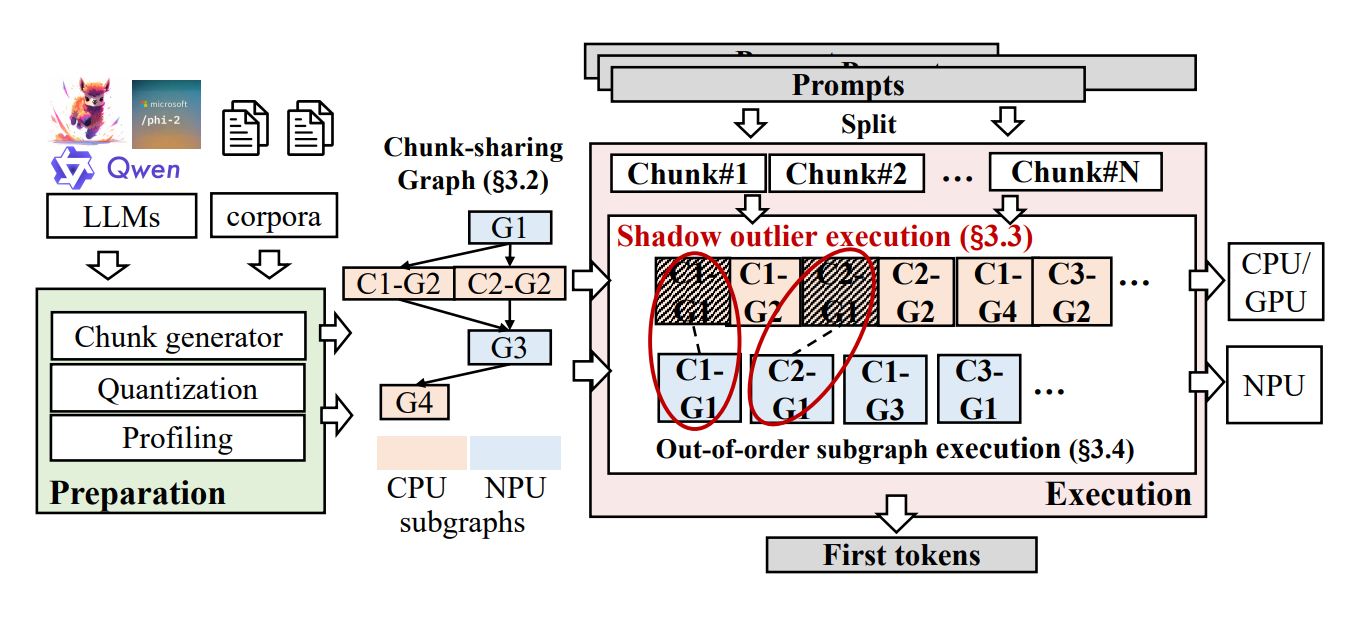 Prompts
Split
microsoft
/phi-2
Qwen
LLMs
corpora
Chunk-sharing
Graph (§3.2)
G1
C1-G2
C2-G2
G3
G4
CPU
NPU
subgraphs
Chunk generator
Quantization
Profiling
Preparation
Chunk#1
Chunk#2
...
Chunk#N
Shadow outlier execution (§3.3)
C1-
G1
C1-
G2
C2-
G1
C2-
G2
C1-
G4
C3-
G2
...
C1-
G1
C2-
G1
C1-
G3
C3-
G1
...
Out-of-order subgraph execution (§3.4)
Execution
CPU/
GPU
NPU
First tokens